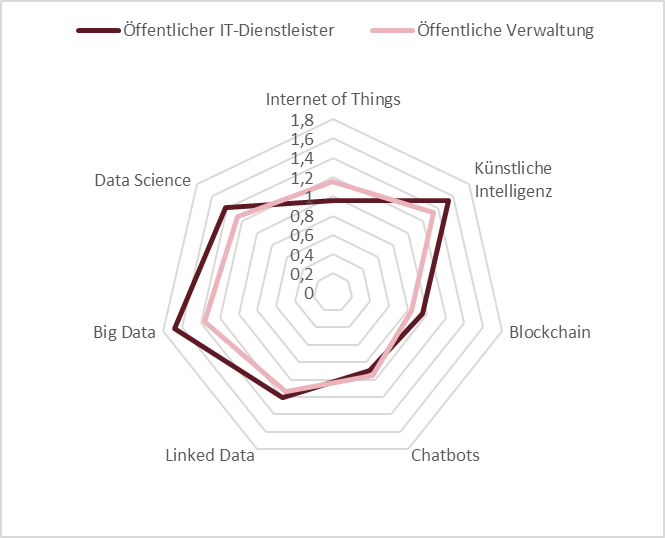 Öffentlicher IT-Dienstleister
Öffentliche Verwaltung
Internet of Things
1,8
1,6
1,4
1,2
1
0,8
0,6
0,4
0,2
0
Künstliche
Intelligenz
Blockchain
Chatbots
Linked Data
Big Data
Data Science